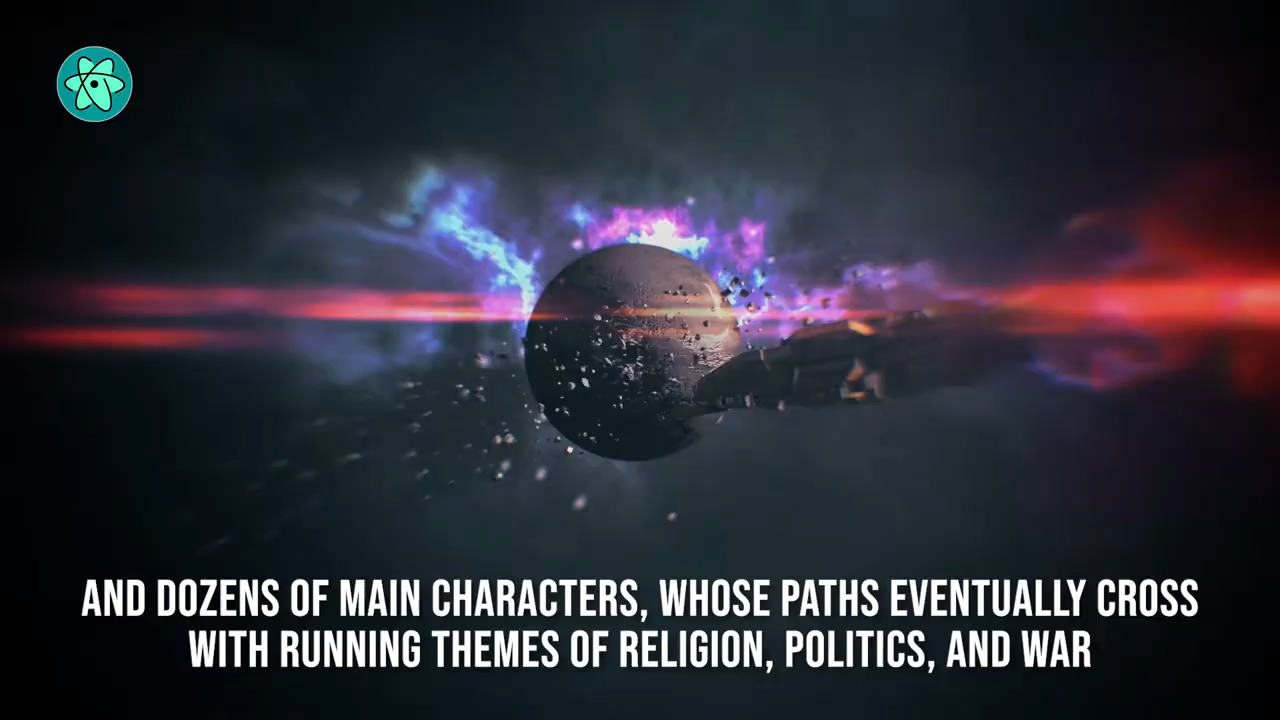 AND DOZENS OF MAIN CHARACTERS, WHOSE PATHS EVENTUALLY CROSS
WITH RUNNING THEMES OF RELIGION, POLITICS, AND WAR